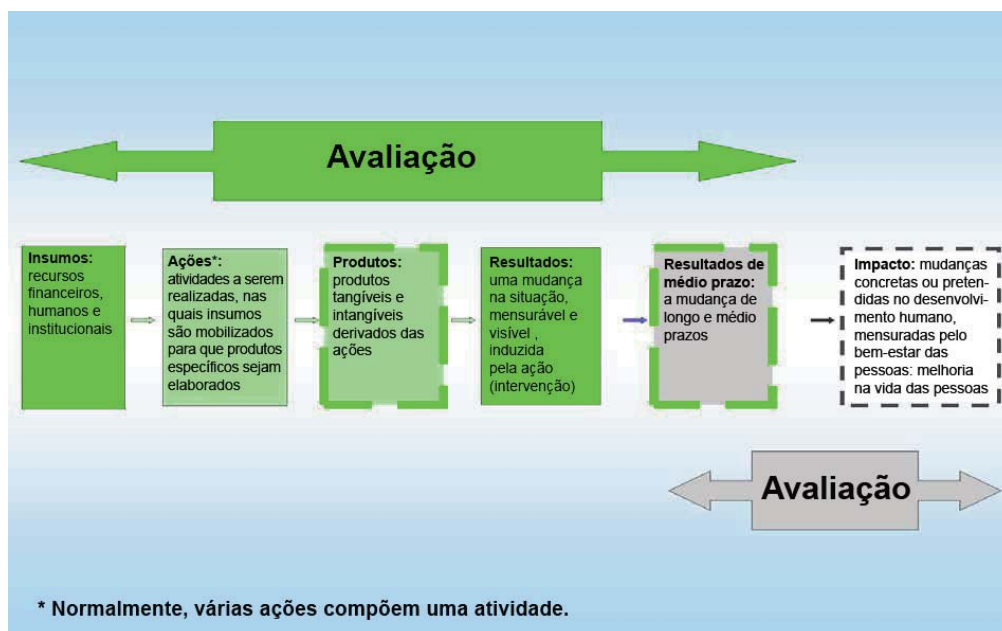 Avaliação
Insumos:
recursos
financeiros,
humanos e
institucionais
Ações*:
atividades a serem
realizadas, nas
quais insumos
são mobilizados
para que produtos
específicos sejam
elaborados
Produtos:
produtos
tangíveis e
intangíveis
derivados das
ações
Resultados:
uma mudança
na situação,
mensurável e
visível ,
induzida
pela ação
(intervenção)
Resultados de
médio prazo:
a mudança de
longo e médio
prazos
Impacto: mudanças
concretas ou preten-
didas no desenvolvi-
mento humano,
mensuradas pelo
bem-estar das
pessoas: melhoria
na vida das pessoas
Avaliação
* Normalmente, várias ações compõem uma atividade.